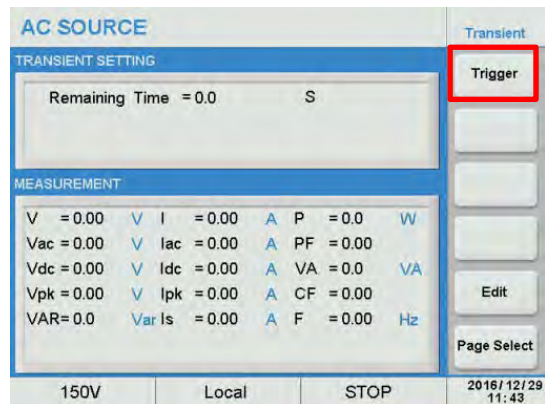 AC SOURCE
Transient
TRANSIENT SETTING
Trigger
Remaining Time = 0.0 S
MEASUREMENT
V = 0.00 V I = 0.00 A P = 0.0 W
Vac = 0.00 V Iac = 0.00 A PF = 0.00
Vdc = 0.00 V Idc = 0.00 A VA = 0.0 VA
Vpk = 0.00 V Ipk = 0.00 A CF = 0.00
VAR= 0.0 Var Is = 0.00 A F = 0.00 Hz
Edit
Page Select
150V Local STOP 2016/12/29
11:43